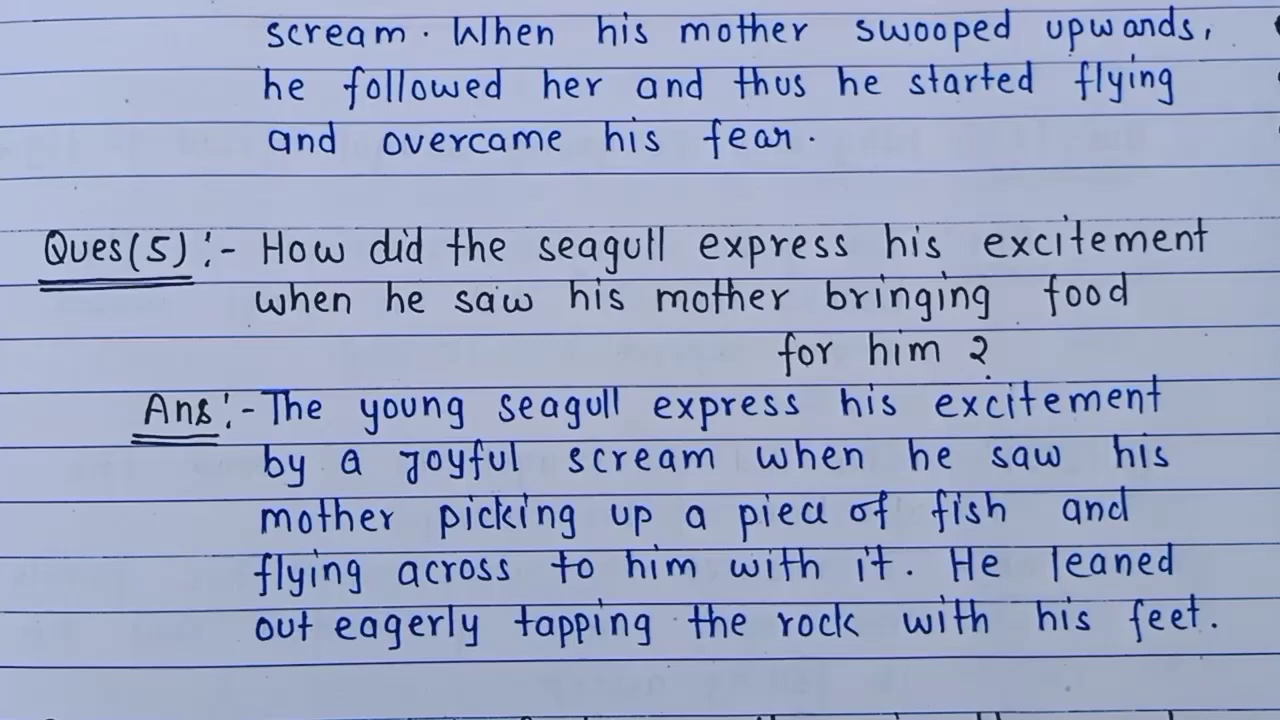 scream. When his mother swooped upwards,
he followed her and thus he started flying
and overcame his fear.
Ques(5):- How did the seagull express his excitement
when he saw his mother bringing food
for him ?
Ans:- The young seagull express his excitement
by a joyful scream when he saw his
mother picking up a piece of fish and
flying across to him with it. He leaned
out eagerly tapping the rock with his feet.